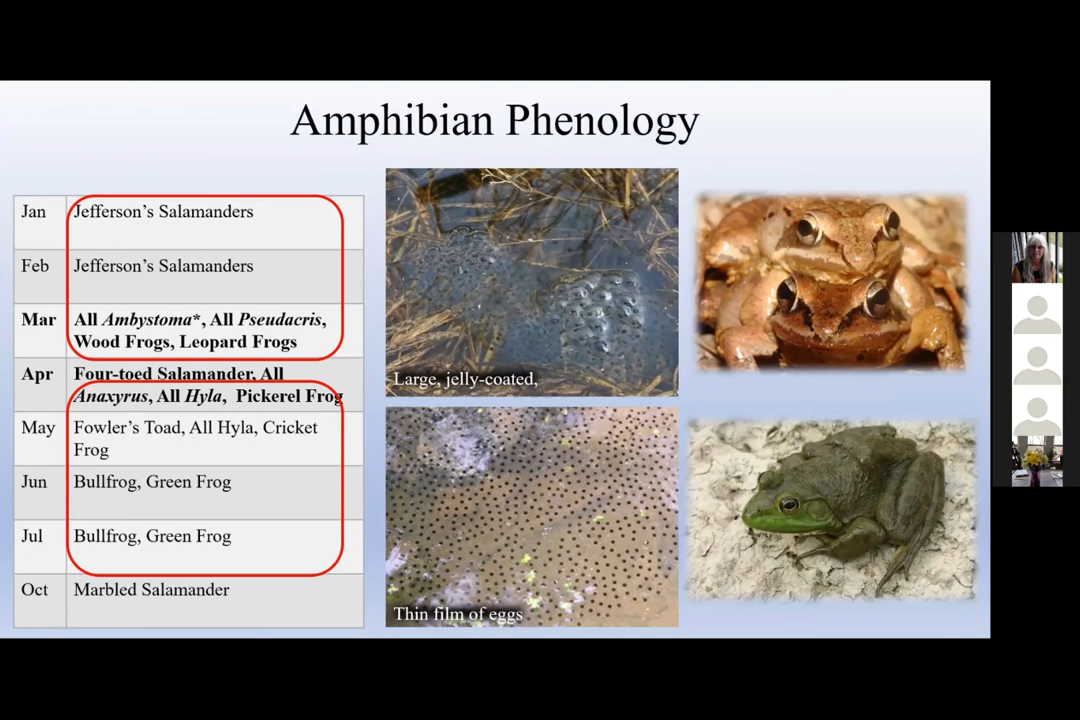 Amphibian Phenology
Jan Jefferson's Salamanders
Feb Jefferson's Salamanders
Mar All Ambystoma*, All Pseudacris,
Wood Frogs, Leopard Frogs
Apr Four-toed Salamander, All
Anaxyrus, All Hyla, Pickerel Frog
May Fowler's Toad, All Hyla, Cricket
Frog
Jun Bullfrog, Green Frog
Jul Bullfrog, Green Frog
Oct Marbled Salamander
Large, jelly-coated,
Thin film of eggs